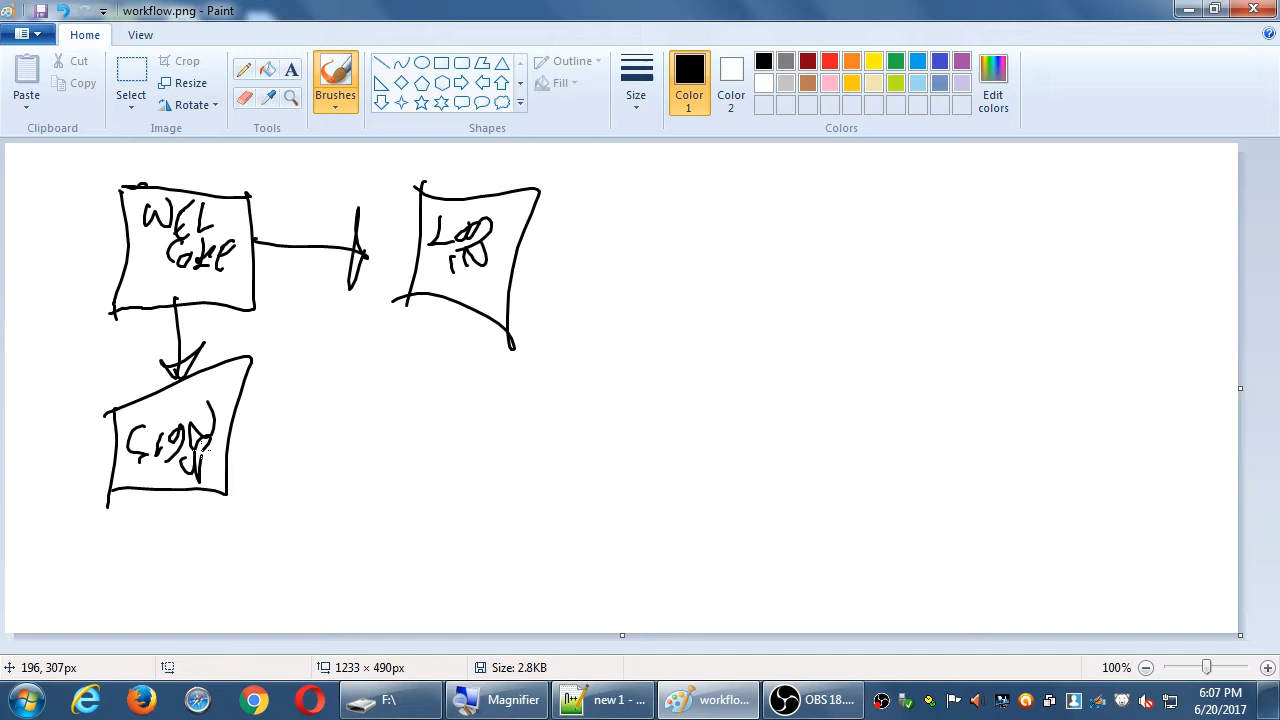 workflow.png - Paint
Home
View
Paste
Cut
Copy
Clipboard
Select
Crop
Resize
Rotate
Image
Tools
Brushes
Outline
Fill
Shapes
Size
Color 1
Color 2
Edit colors
Colors
WEL
COME
LOG
IN
196, 307px
1233 × 490px
Size: 2.8KB
100%
F:\
Magnifier
new 1 - ...
workflo...
OBS 18....
6:07 PM
6/20/2017